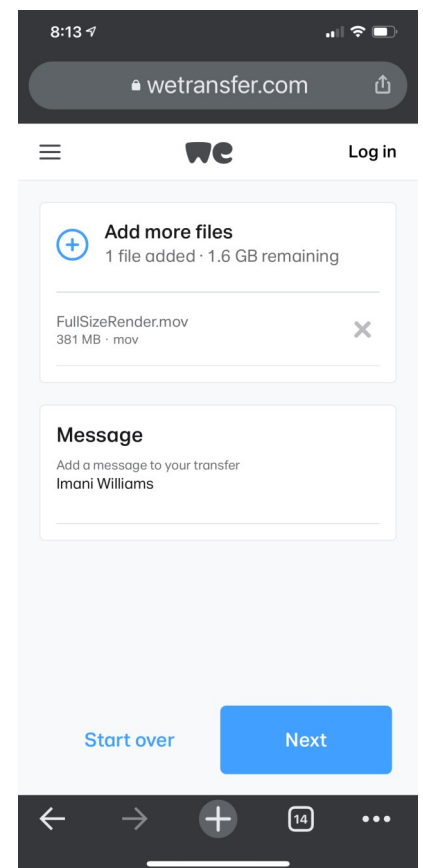 8:13
wetransfer.com
we
Log in
Add more files
1 file added · 1.6 GB remaining
FullSizeRender.mov
381 MB · mov
Message
Add a message to your transfer
Imani Williams
Start over
Next
14